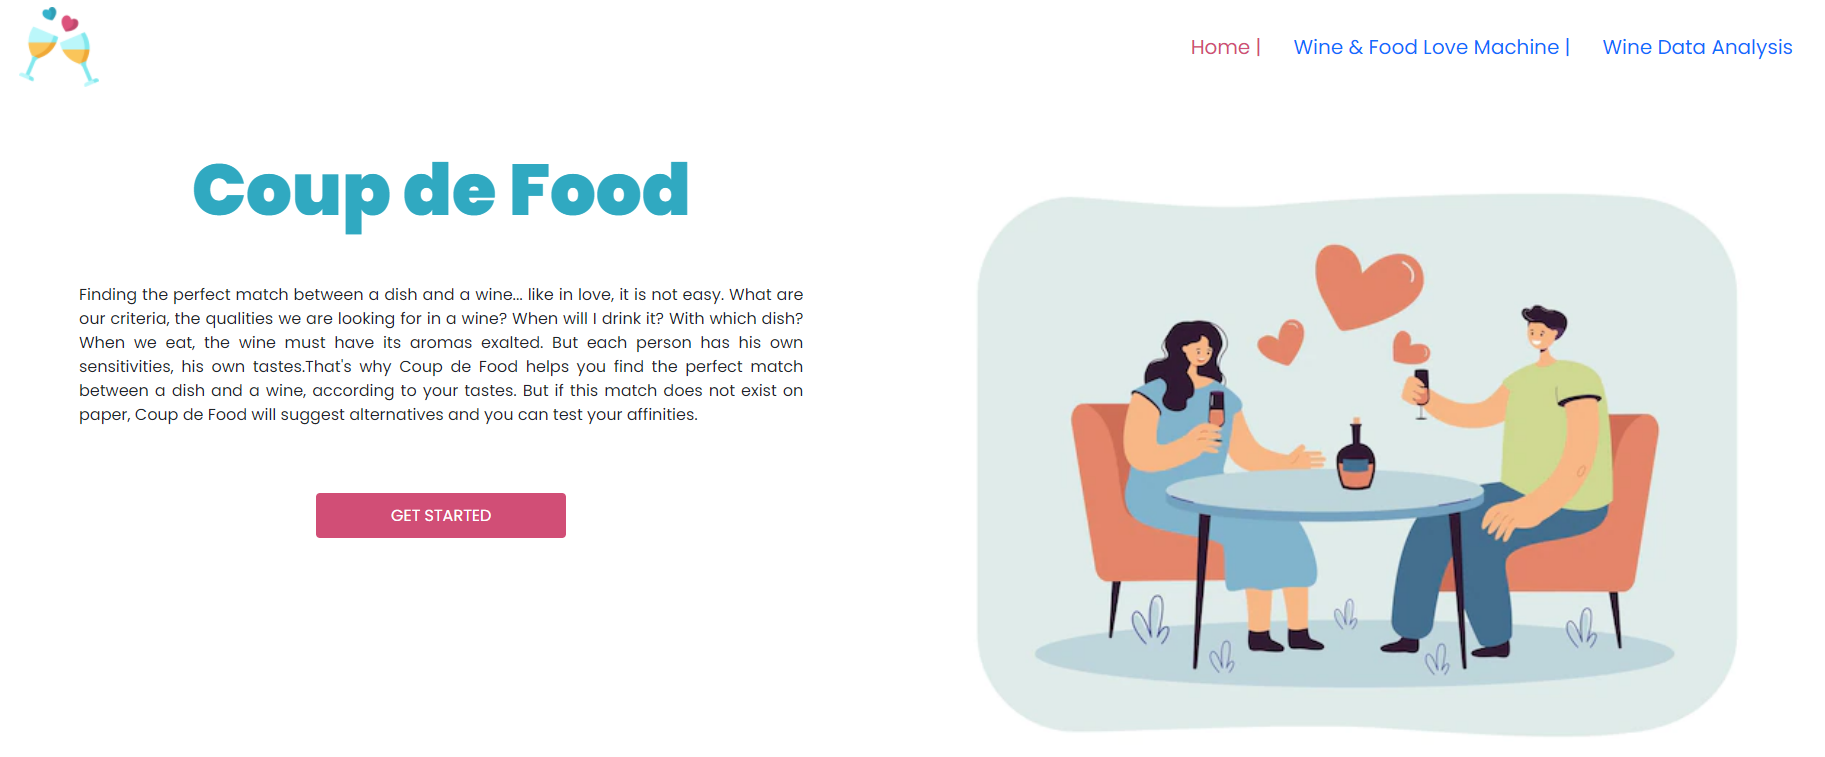 Home | Wine & Food Love Machine | Wine Data Analysis
Coup de Food
Finding the perfect match between a dish and a wine... like in love, it is not easy. What are
our criteria, the qualities we are looking for in a wine? When will I drink it? With which dish?
When we eat, the wine must have its aromas exalted. But each person has his own
sensitivities, his own tastes.That's why Coup de Food helps you find the perfect match
between a dish and a wine, according to your tastes. But if this match does not exist on
paper, Coup de Food will suggest alternatives and you can test your affinities.
GET STARTED